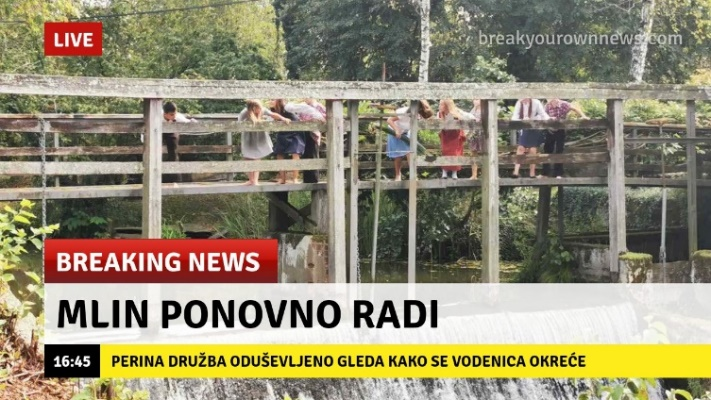 LIVE
breakyourownnews.com
BREAKING NEWS
MLIN PONOVNO RADI
16:45 PERINA DRUŽBA ODUŠEVLJENO GLEDA KAKO SE VODENICA OKREĆE